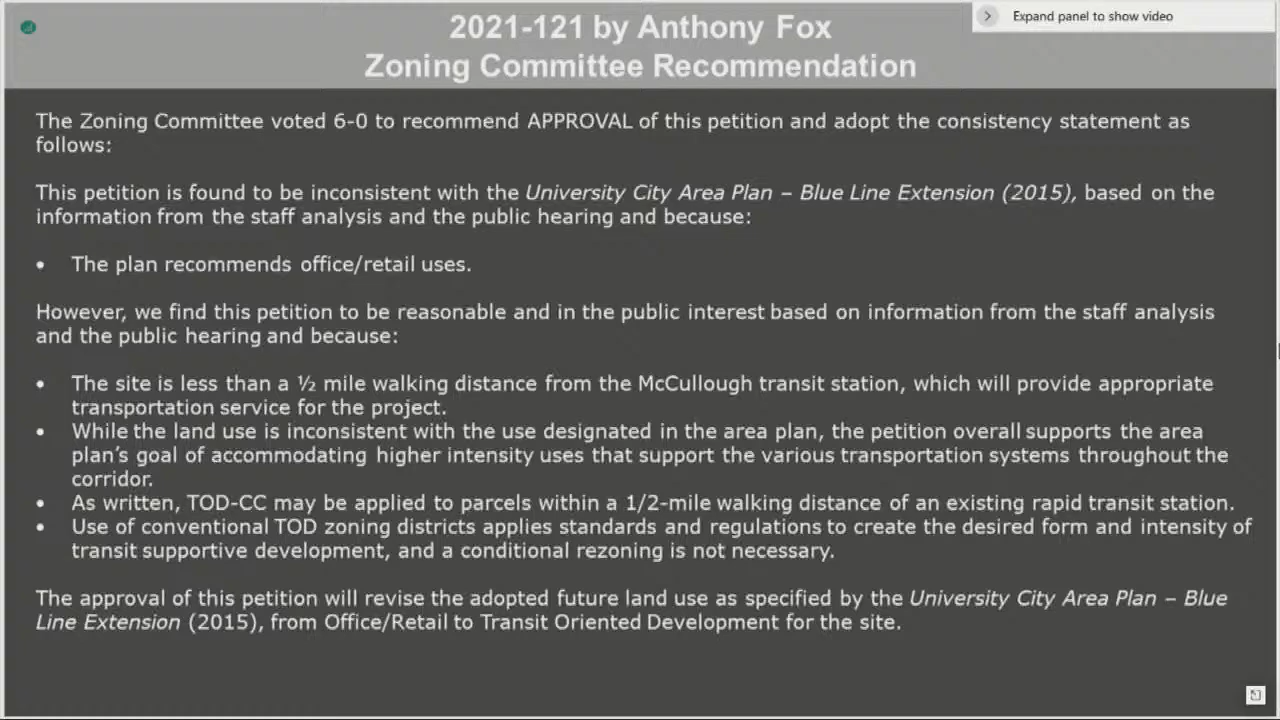 2021-121 by Anthony Fox
Expand panel to show video
Zoning Committee Recommendation
The Zoning Committee voted 6-0 to recommend APPROVAL of this petition and adopt the consistency statement as
follows:
This petition is found to be inconsistent with the University City Area Plan – Blue Line Extension (2015), based on the
information from the staff analysis and the public hearing and because:
• The plan recommends office/retail uses.
However, we find this petition to be reasonable and in the public interest based on information from the staff analysis
and the public hearing and because:
• The site is less than a ½ mile walking distance from the McCullough transit station, which will provide appropriate
transportation service for the project.
• While the land use is inconsistent with the use designated in the area plan, the petition overall supports the area
plan's goal of accommodating higher intensity uses that support the various transportation systems throughout the
corridor.
• As written, TOD-CC may be applied to parcels within a 1/2-mile walking distance of an existing rapid transit station.
• Use of conventional TOD zoning districts applies standards and regulations to create the desired form and intensity of
transit supportive development, and a conditional rezoning is not necessary.
The approval of this petition will revise the adopted future land use as specified by the University City Area Plan – Blue
Line Extension (2015), from Office/Retail to Transit Oriented Development for the site.